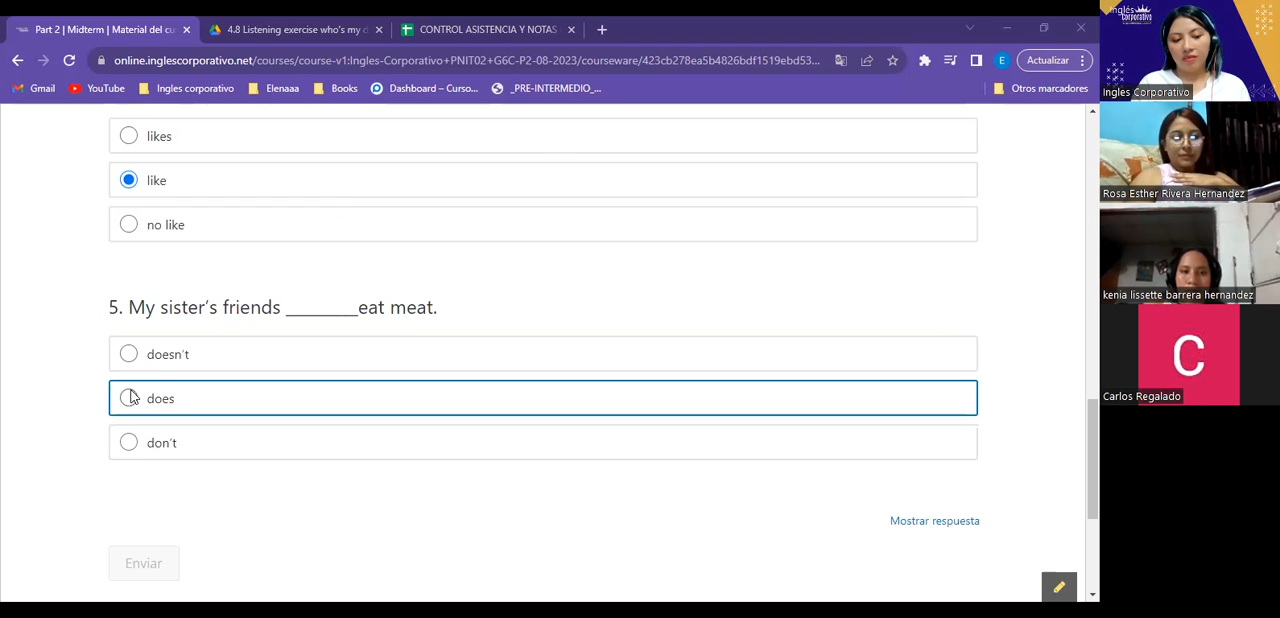 Part 2 | Midterm | Material del cu
4.8 Listening exercise who's my d
CONTROL ASISTENCIA Y NOTAS
online.inglescorporativo.net/courses/course-v1:Ingles-Corporativo+PNIT02+G6C-P2-08-2023/courseware/423cb278ea5b4826bdf1519ebd53...
Actualizar
Gmail
YouTube
Ingles corporativo
Elenaaa
Books
Dashboard – Curso...
_PRE-INTERMEDIO_...
Otros marcadores
likes
like
no like
5. My sister's friends _________eat meat.
doesn't
does
don't
Mostrar respuesta
Enviar
Inglés
Corporativo
Ingles Corporativo
Rosa Esther Rivera Hernandez
kenia lissette barrera hernandez
C
Carlos Regalado